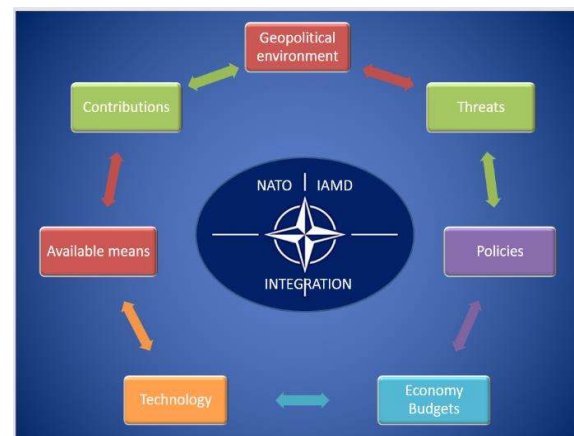 Geopolitical
environment
Contributions
Threats
NATO IAMD
Available means
Policies
INTEGRATION
Technology
Economy
Budgets